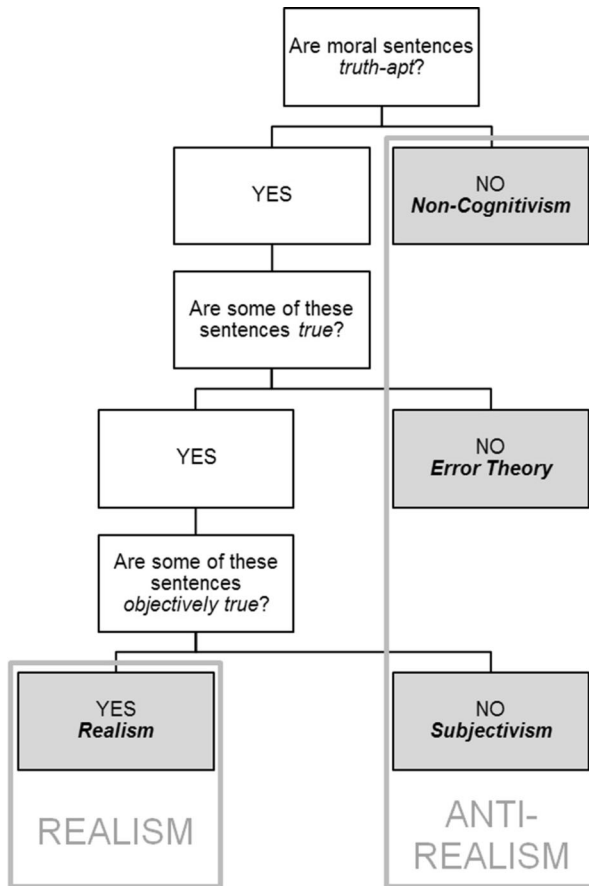 Are moral sentences
truth-apt?
YES
NO
Non-Cognitivism
Are some of these
sentences true?
YES
NO
Error Theory
Are some of these
sentences
objectively true?
YES
Realism
NO
Subjectivism
REALISM
ANTI-
REALISM